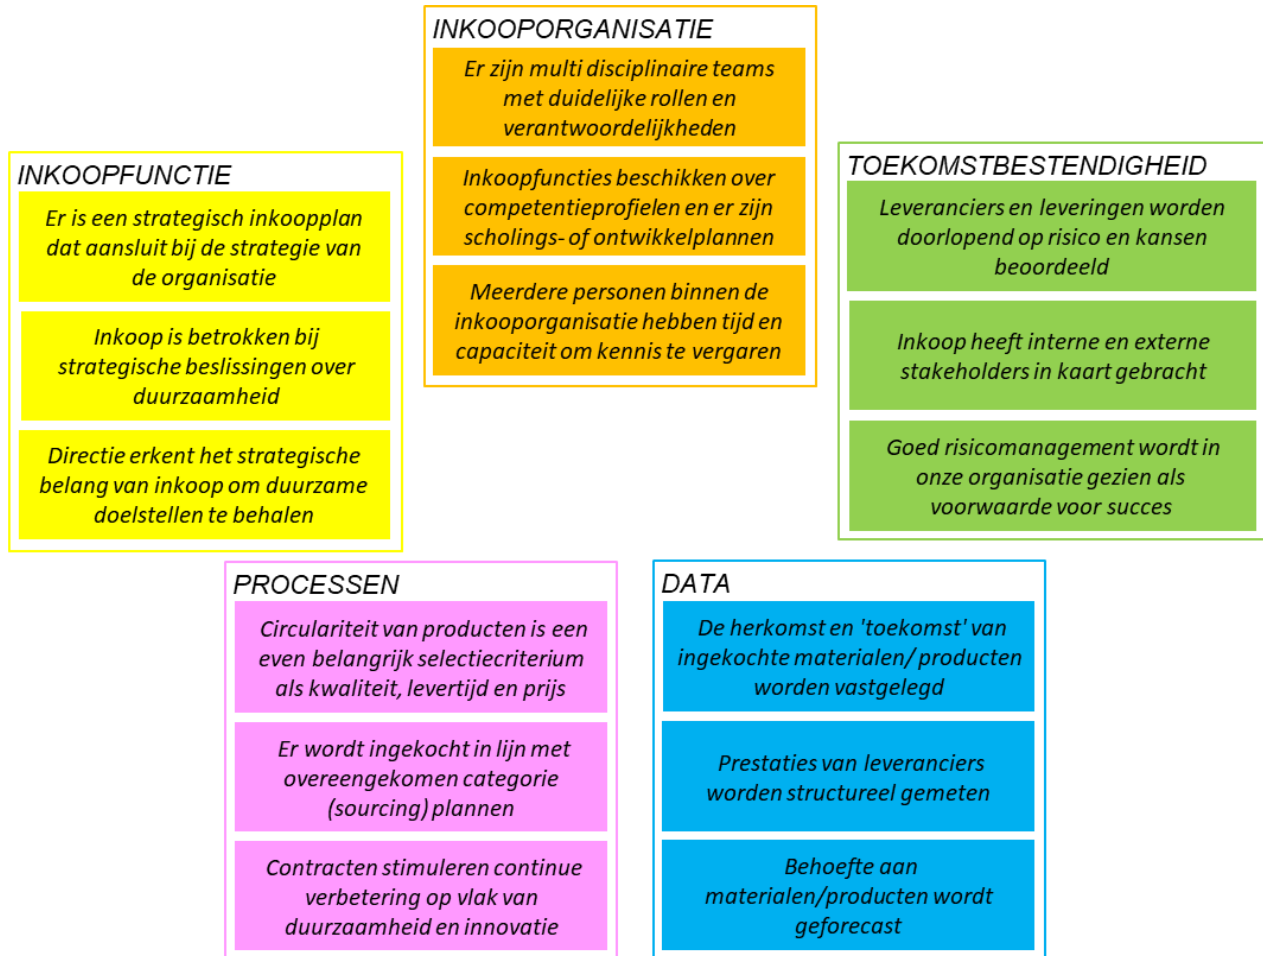 INKOOPORGANISATIE
Er zijn multi disciplinaire teams
met duidelijke rollen en
verantwoordelijkheden
Inkoopfuncties beschikken over
competentieprofielen en er zijn
scholings- of ontwikkelplannen
Meerdere personen binnen de
inkooporganisatie hebben tijd en
capaciteit om kennis te vergaren
INKOOPFUNCTIE
Er is een strategisch inkoopplan
dat aansluit bij de strategie van
de organisatie
Inkoop is betrokken bij
strategische beslissingen over
duurzaamheid
Directie erkent het strategische
belang van inkoop om duurzame
doelstellen te behalen
TOEKOMSTBESTENDIGHEID
Leveranciers en leveringen worden
doorlopend op risico en kansen
beoordeeld
Inkoop heeft interne en externe
stakeholders in kaart gebracht
Goed risicomanagement wordt in
onze organisatie gezien als
voorwaarde voor succes
PROCESSEN
Circulariteit van producten is een
even belangrijk selectiecriterium
als kwaliteit, levertijd en prijs
Er wordt ingekocht in lijn met
overeengekomen categorie
(sourcing) plannen
Contracten stimuleren continue
verbetering op vlak van
duurzaamheid en innovatie
DATA
De herkomst en 'toekomst' van
ingekochte materialen/ producten
worden vastgelegd
Prestaties van leveranciers
worden structureel gemeten
Behoefte aan
materialen/producten wordt
geforecast